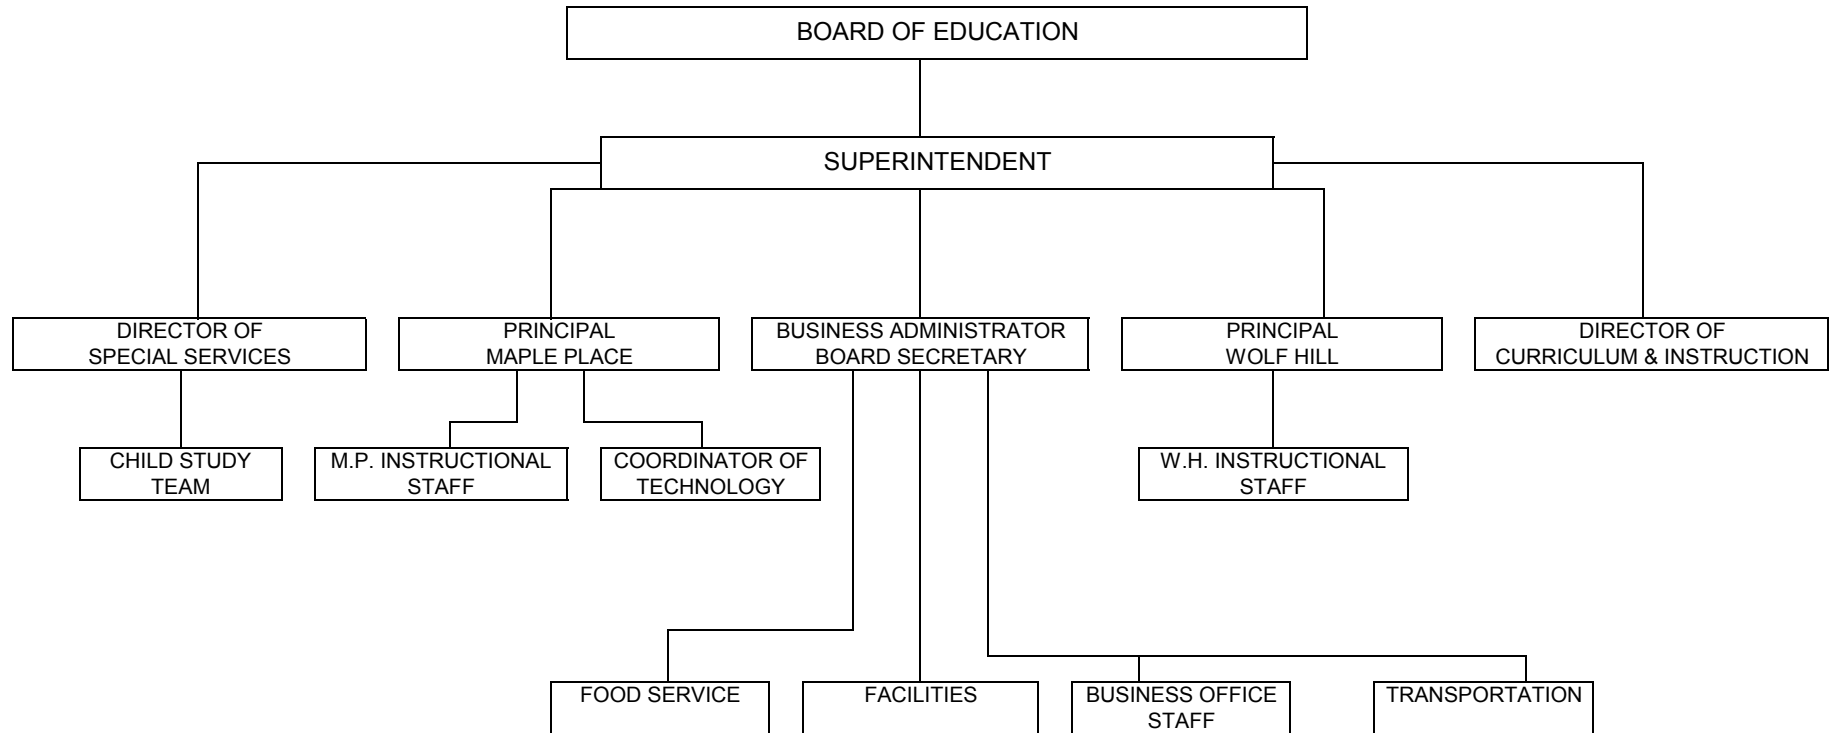 BOARD OF EDUCATION
SUPERINTENDENT
DIRECTOR OF
SPECIAL SERVICES
PRINCIPAL
MAPLE PLACE
BUSINESS ADMINISTRATOR
BOARD SECRETARY
PRINCIPAL
WOLF HILL
DIRECTOR OF
CURRICULUM & INSTRUCTION
CHILD STUDY
TEAM
M.P. INSTRUCTIONAL
STAFF
COORDINATOR OF
TECHNOLOGY
W.H. INSTRUCTIONAL
STAFF
FOOD SERVICE
FACILITIES
BUSINESS OFFICE
STAFF
TRANSPORTATION